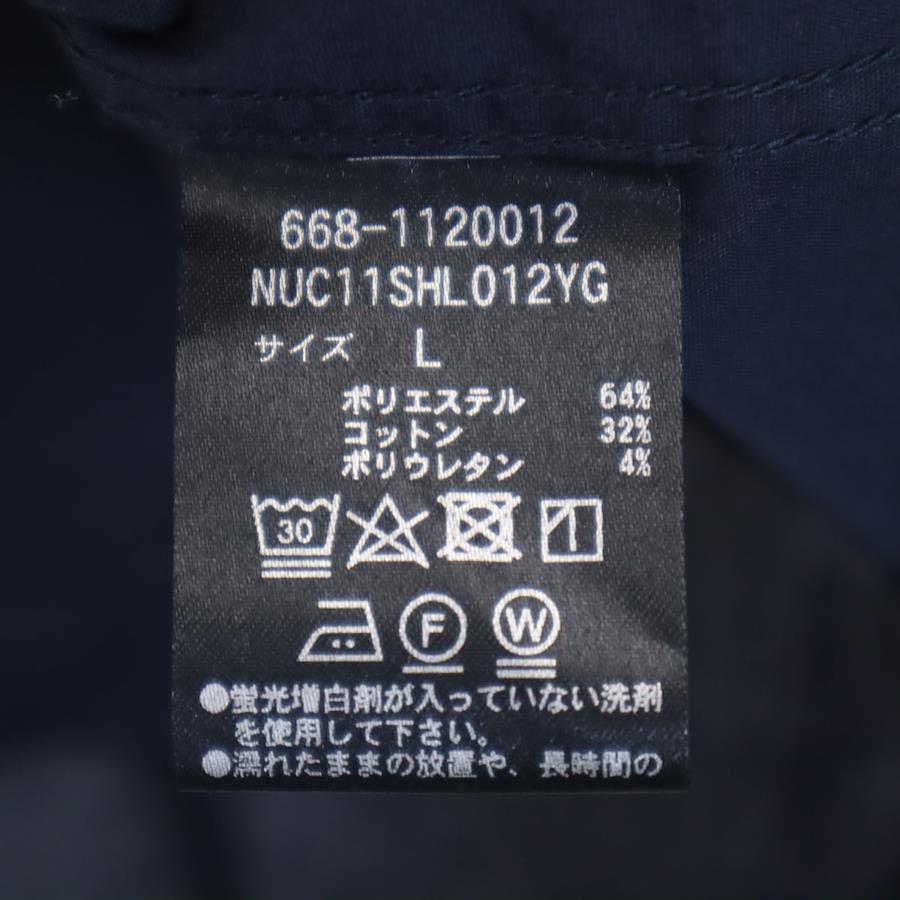 668-1120012
NUC11SHL012YG
サイズ L
ポリエステル 64%
コットン 32%
ポリウレタン 4%
30
F W
●蛍光増白剤が入っていない洗剤
を使用して下さい。
●濡れたままの放置や、長時間の